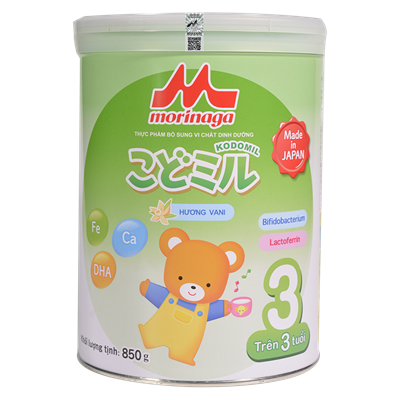 morinaga
THỰC PHẨM BỔ SUNG VI CHẤT DINH DƯỠNG
Made in
JAPAN
KODOMIL
こどミル
HƯƠNG VANI
Bifidobacterium
Lactoferrin
Fe
Ca
DHA
3
Trên 3 tuổi
Khối lượng tịnh: 850 g